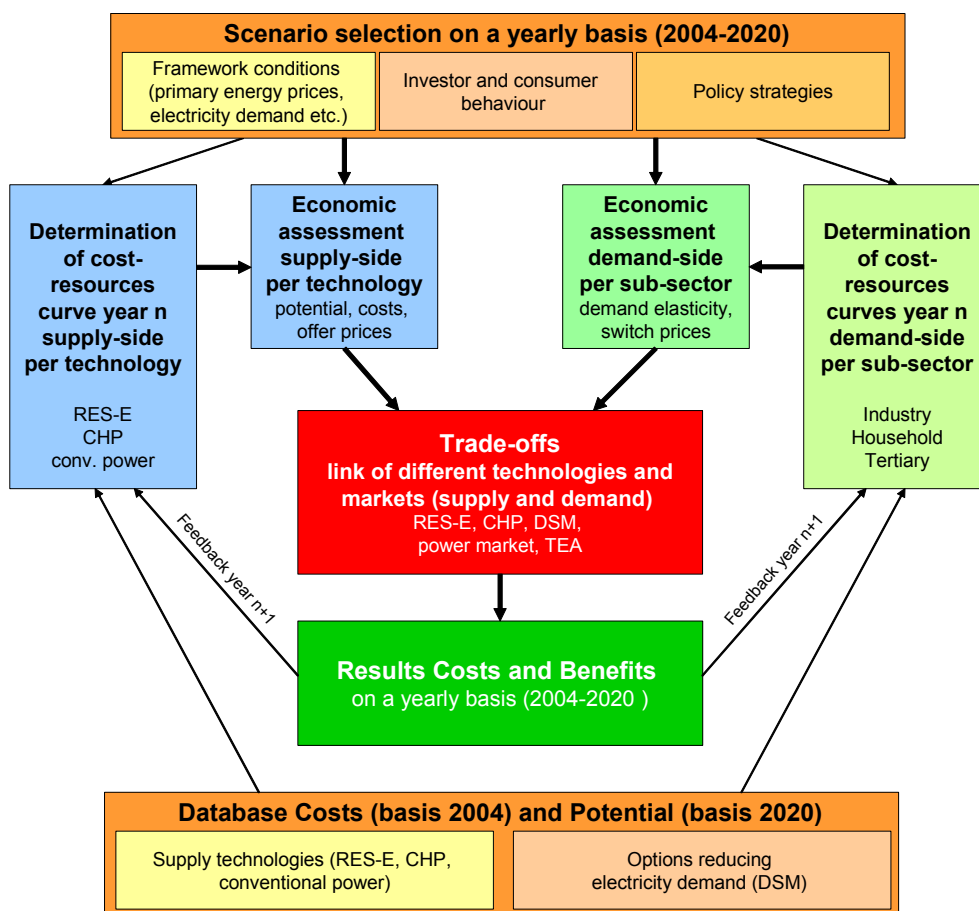 Scenario selection on a yearly basis (2004-2020)
Framework conditions
(primary energy prices,
electricity demand etc.)
Investor and consumer
behaviour
Policy strategies
Determination
of cost-
resources
curve year n
supply-side
per technology
RES-E
CHP
conv. power
Economic
assessment
supply-side
per technology
potential, costs,
offer prices
Economic
assessment
demand-side
per sub-sector
demand elasticity,
switch prices
Determination
of cost-
resources
curves year n
demand-side
per sub-sector
Industry
Household
Tertiary
Trade-offs
link of different technologies and
markets (supply and demand)
RES-E, CHP, DSM,
power market, TEA
Feedback year n+1
Feedback year n+1
Results Costs and Benefits
on a yearly basis (2004-2020 )
Database Costs (basis 2004) and Potential (basis 2020)
Supply technologies (RES-E, CHP,
conventional power)
Options reducing
electricity demand (DSM)